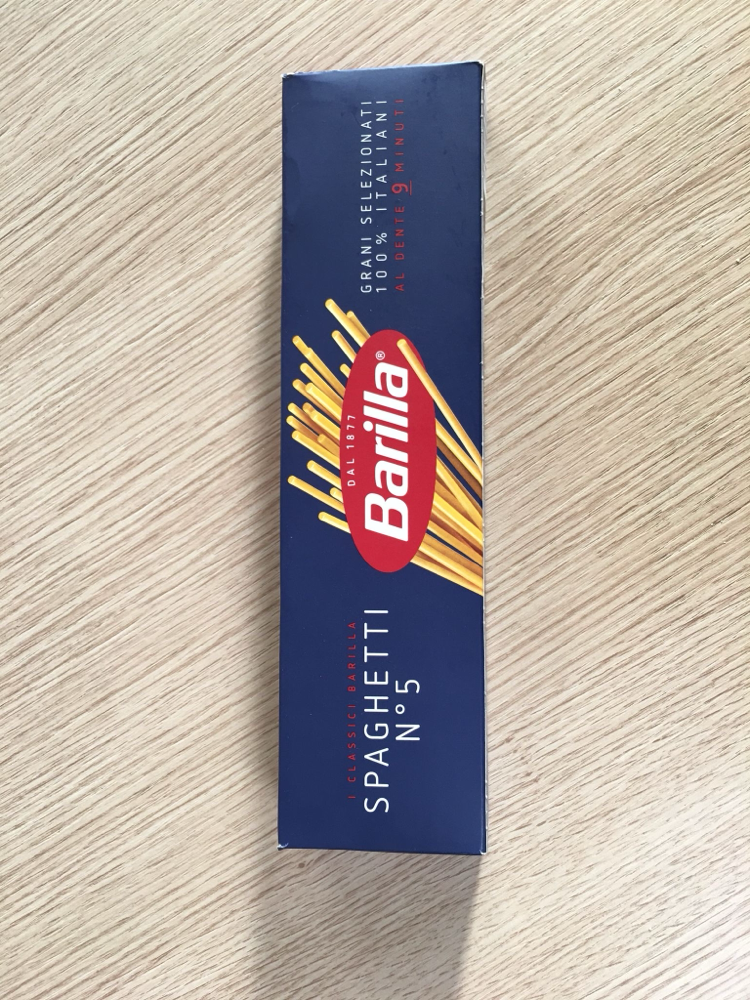 I CLASSICI BARILLA
SPAGHETTI
N°5
DAL 1877
Barilla®
GRANI SELEZIONATI
100% ITALIANI
AL DENTE 9 MINUTI